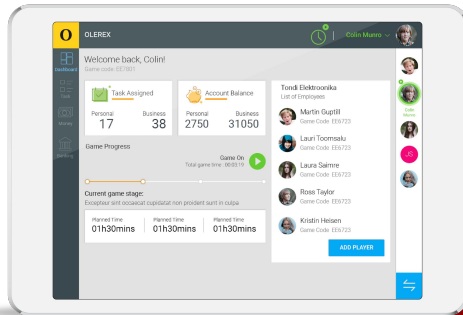 O
OLEREX
Colin Munro
Dashboard
Task
Money
Welcome back, Colin!
Game code: EE7801
Task Assigned
Personal
17
Business
38
Account Balance
Personal
2750
Business
31050
Game Progress
Game On
Total game time : 00:03:19
Current game stage:
Excepteur sint occaecat cupidatat non proident sunt in culpa
Planned Time
01h30mins
Planned Time
01h30mins
Planned Time
01h30mins
Tondi Elektroonika
List of Employees
Martin Guptill
Game Code: EE6723
Lauri Toomsalu
Game Code: EE6723
Laura Saimre
Game Code: EE6723
Ross Taylor
Game Code: EE6723
Kristin Heisen
Game Code: EE6723
ADD PLAYER
Colin
Munro
JS